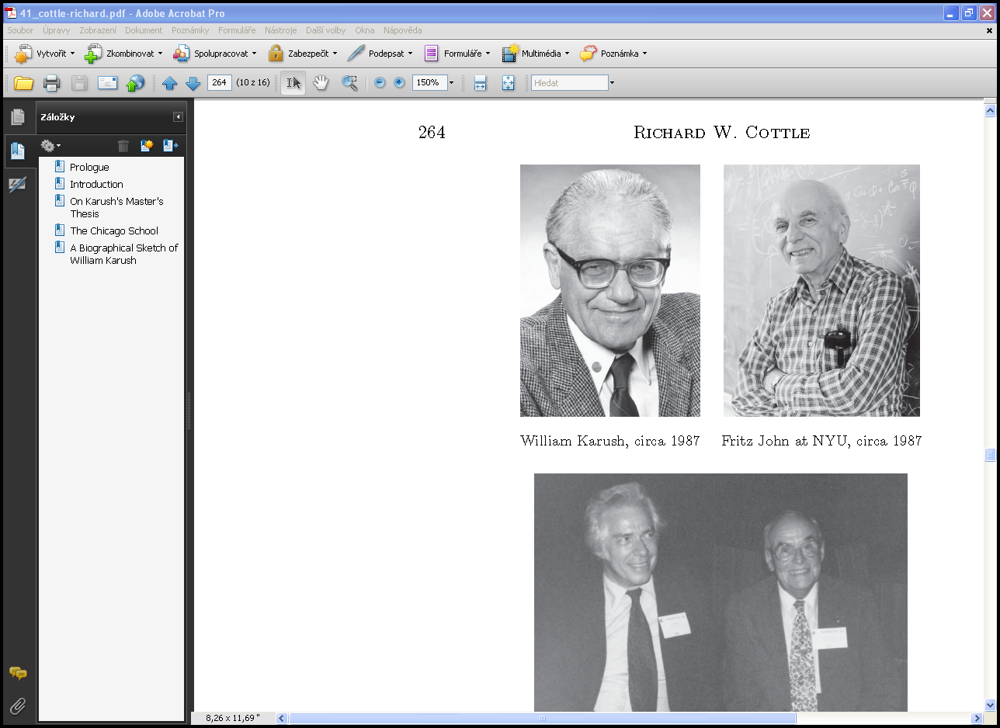 41_cottle-richard.pdf - Adobe Acrobat Pro
Soubor Úpravy Zobrazení Dokument Poznámky Formuláře Nástroje Další volby Okna Nápověda
Vytvořit Zkombinovat Spolupracovat Zabezpečit Podepsat Formuláře Multimédia Poznámka
264 (10 z 16) 150% Hledat
Záložky
Prologue
Introduction
On Karush's Master's
Thesis
The Chicago School
A Biographical Sketch of
William Karush
264 Richard W. Cottle
William Karush, circa 1987 Fritz John at NYU, circa 1987
8,26 x 11,69 "